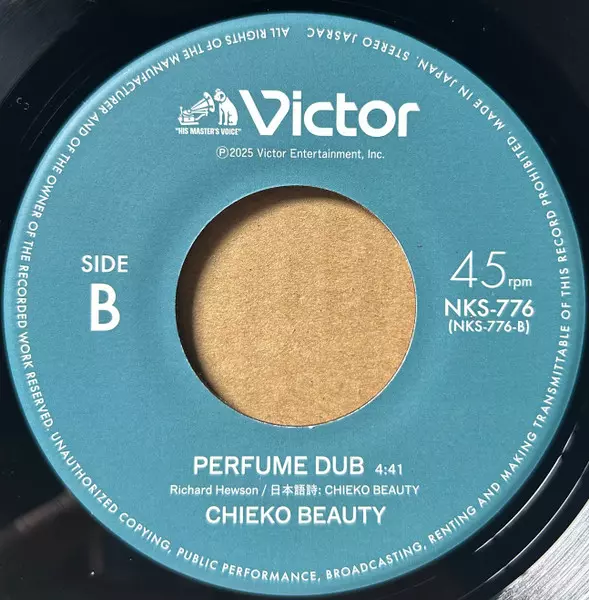 "HIS MASTER'S VOICE"
Victor
Ⓟ2025 Victor Entertainment, Inc.
SIDE
B
45rpm
NKS-776
(NKS-776-B)
PERFUME DUB 4:41
Richard Hewson / 日本語詩: CHIEKO BEAUTY
CHIEKO BEAUTY
ALL RIGHTS OF THE MANUFACTURER AND OF THE OWNER OF THE RECORDED WORK RESERVED. UNAUTHORIZED COPYING, PUBLIC PERFORMANCE, BROADCASTING, RENTING AND MAKING TRANSMITTABLE OF THIS RECORD PROHIBITED. MADE IN JAPAN. STEREO JASRAC